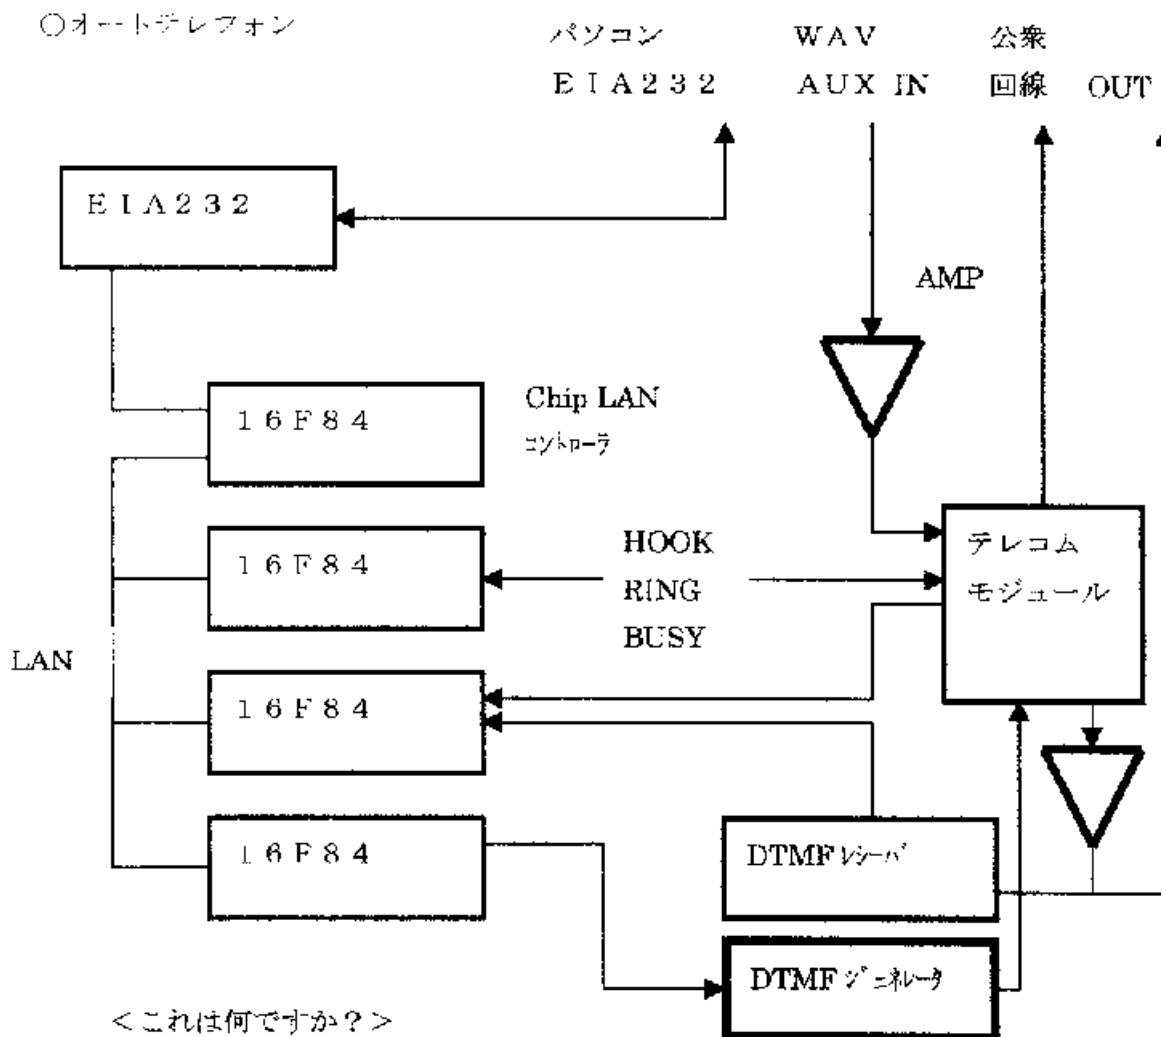 ○オートテレフォン
パソコン
ＥＩＡ２３２
ＷＡＶ
AUX IN
公衆
回線
OUT
ＥＩＡ２３２
AMP
１６Ｆ８４
Chip LAN
コントローラ
１６Ｆ８４
HOOK
RING
BUSY
テレコム
モジュール
LAN
１６Ｆ８４
１６Ｆ８４
DTMFレシーバ
DTMFジェネレータ
＜これは何ですか？＞